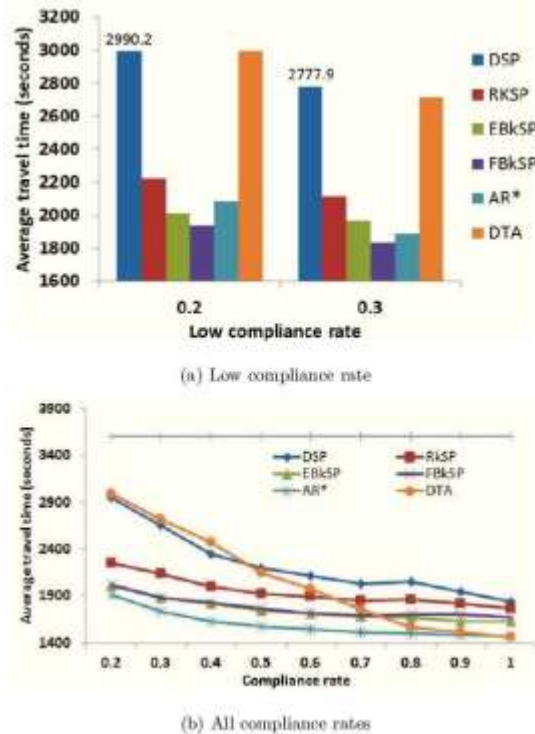 3200
3000
2800
2600
2400
2200
2000
1800
1600
Average travel time (seconds)
2990.2
2777.9
DSP
RKSP
EBkSP
FBkSP
AR*
DTA
0.2 0.3
Low compliance rate
(a) Low compliance rate
3900
3400
2900
2400
1900
1400
Average travel time (seconds)
DSP RkSP
EBkSP FBkSP
AR* DTA
0.2 0.3 0.4 0.5 0.6 0.7 0.8 0.9 1
Compliance rate
(b) All compliance rates